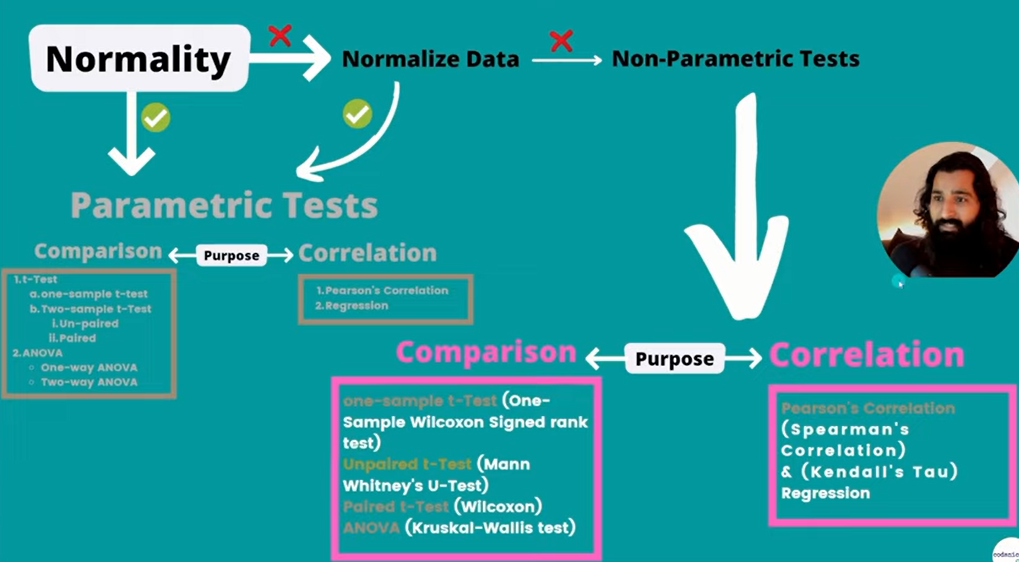 Normality
Normalize Data
Non-Parametric Tests
Parametric Tests
Comparison
Purpose
Correlation
1.t-Test
a.one-sample t-test
b.Two-sample t-Test
i.Un-paired
ii.Paired
2.ANOVA
One-way ANOVA
Two-way ANOVA
1.Pearson's Correlation
2.Regression
Comparison
Purpose
Correlation
one-sample t-Test (One-
Sample Wilcoxon Signed rank
test)
Unpaired t-Test (Mann
Whitney's U-Test)
Paired t-Test (Wilcoxon)
ANOVA (Kruskal-Wallis test)
Pearson's Correlation
(Spearman's
Correlation)
& (Kendall's Tau)
Regression